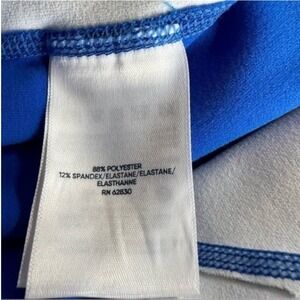 88% POLYESTER
12% SPANDEX/ELASTANE/ELASTANE/
ELASTHANNE
RN 62830